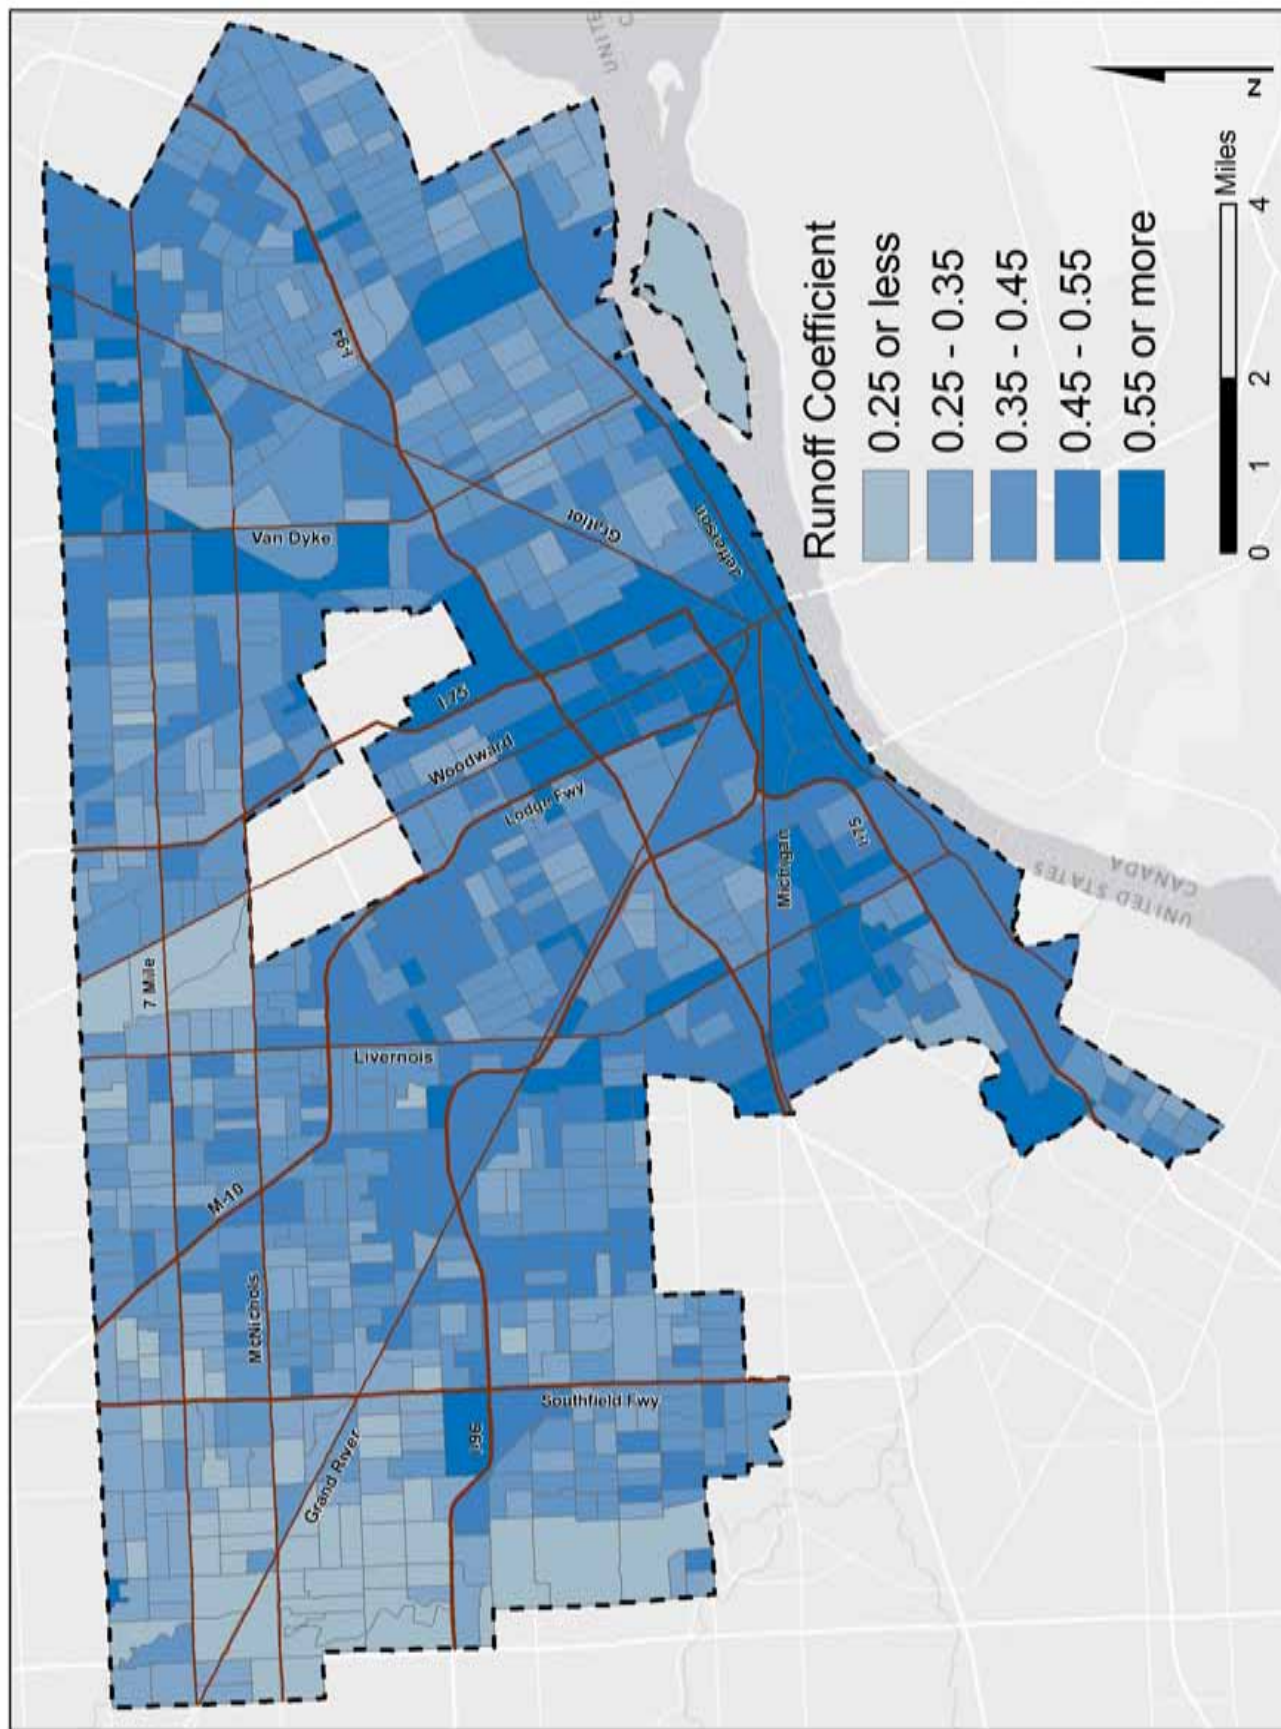 7 Mile
Van Dyke
I-94
Gratiot
Jefferson
I-75
Woodward
Lodge Fwy
Michigan
I-75
Livernois
M-10
McNichols
Grand River
Southfield Fwy
I-96
UNITED STATES
CANADA
UNITE
C
Runoff Coefficient
0.25 or less
0.25 - 0.35
0.35 - 0.45
0.45 - 0.55
0.55 or more
0 1 2 4 Miles
N